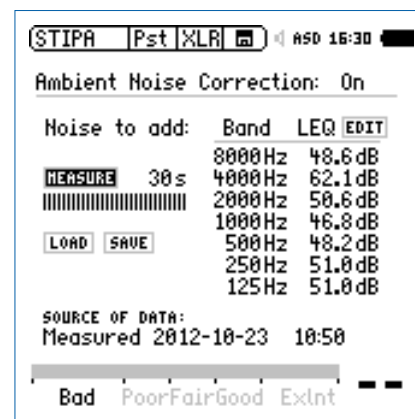 STIPA Pst XLR ASD 16:30
Ambient Noise Correction: On
Noise to add: Band LEQ EDIT
8000Hz 48.6dB
MEASURE 30s 4000Hz 62.1dB
2000Hz 50.6dB
1000Hz 46.8dB
LOAD SAVE 500Hz 48.2dB
250Hz 51.0dB
125Hz 51.0dB
SOURCE OF DATA:
Measured 2012-10-23 10:50
Bad Poor Fair Good Exlnt --